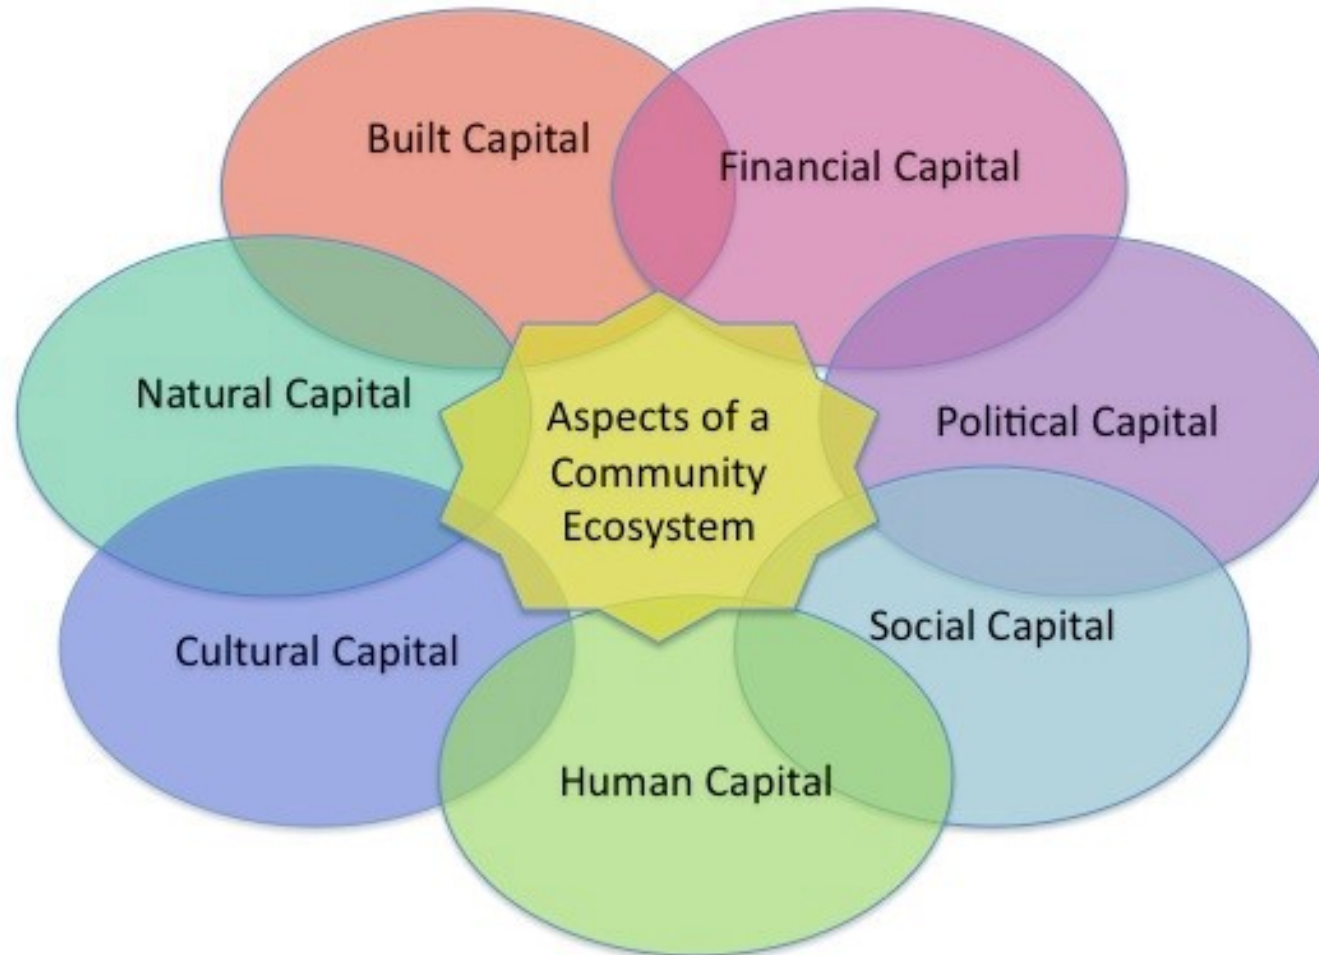 Built Capital
Financial Capital
Natural Capital
Aspects of a
Community
Ecosystem
Political Capital
Cultural Capital
Social Capital
Human Capital